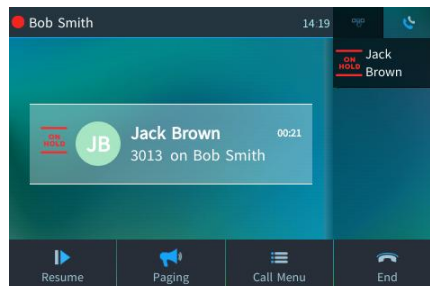 Bob Smith
14:19
ON
HOLD
Jack
Brown
ON
HOLD
JB
Jack Brown
00:21
3013 on Bob Smith
Resume
Paging
Call Menu
End